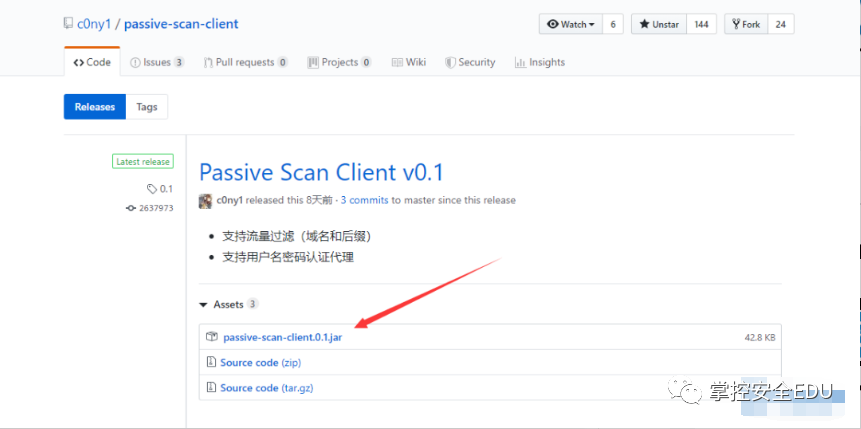 c0ny1 / passive-scan-client
Watch 6 Unstar 144 Fork 24
Code Issues 3 Pull requests 0 Projects 0 Wiki Security Insights
Releases Tags
Latest release
0.1
2637973
Passive Scan Client v0.1
c0ny1 released this 8天前 · 3 commits to master since this release
• 支持流量过滤（域名和后缀）
• 支持用户名密码认证代理
Assets 3
passive-scan-client.0.1.jar 42.8 KB
Source code (zip)
Source code (tar.gz)
掌控安全EDU